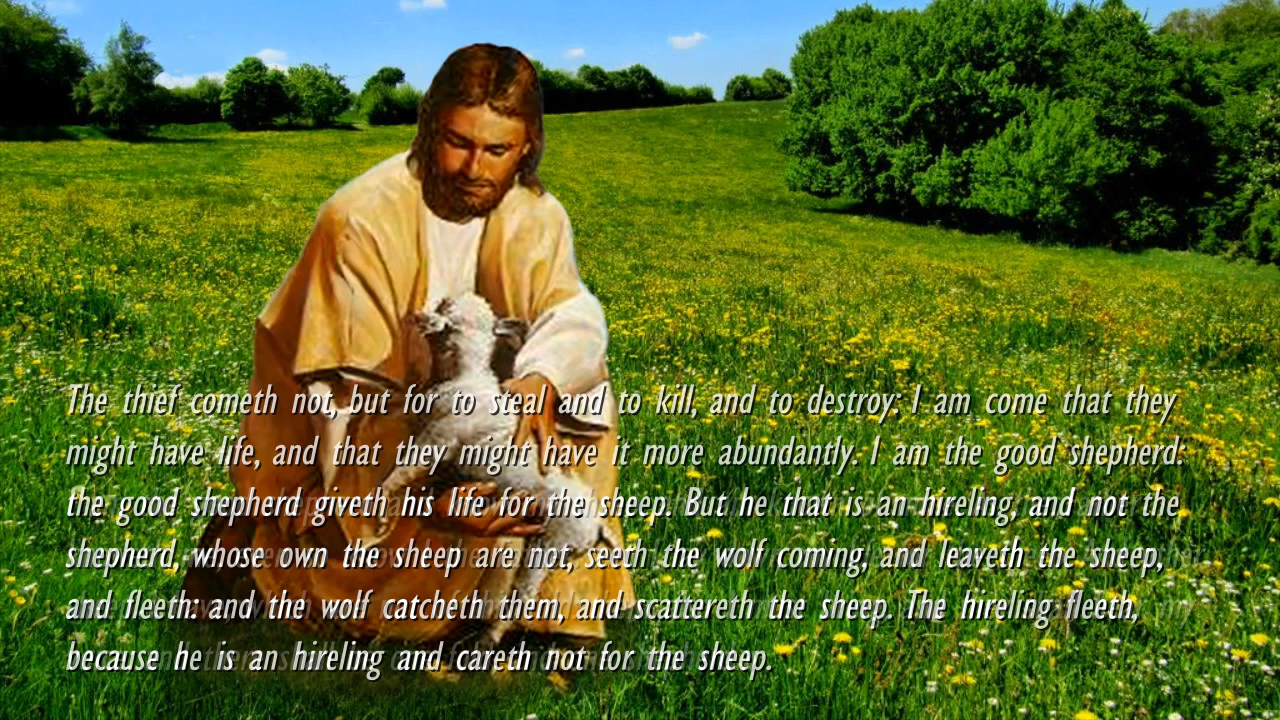 The thief cometh not, but for to steal and to kill, and to destroy: I am come that they
might have life, and that they might have it more abundantly. I am the good shepherd:
the good shepherd giveth his life for the sheep. But he that is an hireling, and not the
shepherd, whose own the sheep are not, seeth the wolf coming, and leaveth the sheep,
and fleeth: and the wolf catcheth them, and scattereth the sheep. The hireling fleeth,
because he is an hireling and careth not for the sheep.